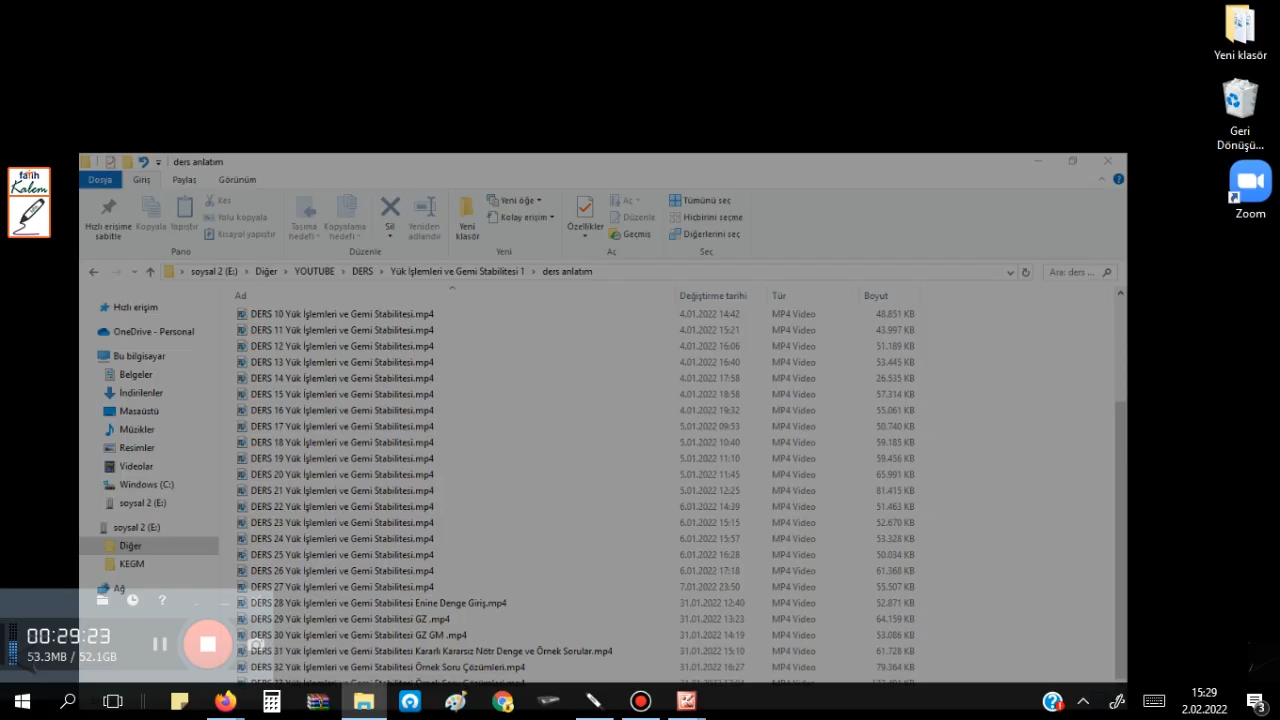 Yeni klasör
Geri
Dönüşü...
Zoom
fatih
Kalem
ders anlatım
Dosya Giriş Paylaş Görünüm
Hızlı erişime
sabitle
Kopyala
Yapıştır
Kes
Yolu kopyala
Kısayol yapıştır
Taşıma
hedefi
Kopyalama
hedefi
Sil
Yeniden
adlandır
Yeni
klasör
Yeni öğe
Kolay erişim
Özellikler
Aç
Düzenle
Geçmiş
Tümünü seç
Hiçbirini seçme
Diğerlerini seç
Pano Düzenle Yeni Aç Seç
soysal 2 (E:) > Diğer > YOUTUBE > DERS > Yük İşlemleri ve Gemi Stabilitesi 1 > ders anlatım
Ara: ders ...
Hızlı erişim
OneDrive - Personal
Bu bilgisayar
Belgeler
İndirilenler
Masaüstü
Müzikler
Resimler
Videolar
Windows (C:)
soysal 2 (E:)
soysal 2 (E:)
Diğer
KEGM
Ağ
Ad Değiştirme tarihi Tür Boyut
DERS 10 Yük İşlemleri ve Gemi Stabilitesi.mp4 4.01.2022 14:42 MP4 Video 48.851 KB
DERS 11 Yük İşlemleri ve Gemi Stabilitesi.mp4 4.01.2022 15:21 MP4 Video 43.997 KB
DERS 12 Yük İşlemleri ve Gemi Stabilitesi.mp4 4.01.2022 16:06 MP4 Video 51.189 KB
DERS 13 Yük İşlemleri ve Gemi Stabilitesi.mp4 4.01.2022 16:40 MP4 Video 53.445 KB
DERS 14 Yük İşlemleri ve Gemi Stabilitesi.mp4 4.01.2022 17:58 MP4 Video 26.535 KB
DERS 15 Yük İşlemleri ve Gemi Stabilitesi.mp4 4.01.2022 18:58 MP4 Video 57.314 KB
DERS 16 Yük İşlemleri ve Gemi Stabilitesi.mp4 4.01.2022 19:32 MP4 Video 55.061 KB
DERS 17 Yük İşlemleri ve Gemi Stabilitesi.mp4 5.01.2022 09:53 MP4 Video 50.740 KB
DERS 18 Yük İşlemleri ve Gemi Stabilitesi.mp4 5.01.2022 10:40 MP4 Video 59.185 KB
DERS 19 Yük İşlemleri ve Gemi Stabilitesi.mp4 5.01.2022 11:10 MP4 Video 59.456 KB
DERS 20 Yük İşlemleri ve Gemi Stabilitesi.mp4 5.01.2022 11:45 MP4 Video 65.991 KB
DERS 21 Yük İşlemleri ve Gemi Stabilitesi.mp4 5.01.2022 12:25 MP4 Video 81.415 KB
DERS 22 Yük İşlemleri ve Gemi Stabilitesi.mp4 6.01.2022 14:39 MP4 Video 51.463 KB
DERS 23 Yük İşlemleri ve Gemi Stabilitesi.mp4 6.01.2022 15:15 MP4 Video 52.670 KB
DERS 24 Yük İşlemleri ve Gemi Stabilitesi.mp4 6.01.2022 15:57 MP4 Video 53.328 KB
DERS 25 Yük İşlemleri ve Gemi Stabilitesi.mp4 6.01.2022 16:28 MP4 Video 50.034 KB
DERS 26 Yük İşlemleri ve Gemi Stabilitesi.mp4 6.01.2022 17:18 MP4 Video 61.368 KB
DERS 27 Yük İşlemleri ve Gemi Stabilitesi.mp4 7.01.2022 23:50 MP4 Video 55.507 KB
DERS 28 Yük İşlemleri ve Gemi Stabilitesi Enine Denge Giriş.mp4 31.01.2022 12:40 MP4 Video 52.871 KB
DERS 29 Yük İşlemleri ve Gemi Stabilitesi GZ .mp4 31.01.2022 13:23 MP4 Video 64.159 KB
DERS 30 Yük İşlemleri ve Gemi Stabilitesi GZ GM .mp4 31.01.2022 14:19 MP4 Video 53.086 KB
DERS 31 Yük İşlemleri ve Gemi Stabilitesi Kararlı Kararsız Nötr Denge ve Örnek Sorular.mp4 31.01.2022 15:10 MP4 Video 61.728 KB
DERS 32 Yük İşlemleri ve Gemi Stabilitesi Örnek Soru Çözümleri.mp4 31.01.2022 16:27 MP4 Video 79.364 KB
00:29:23
53.3MB / 52.1GB
15:29
2.02.2022
3